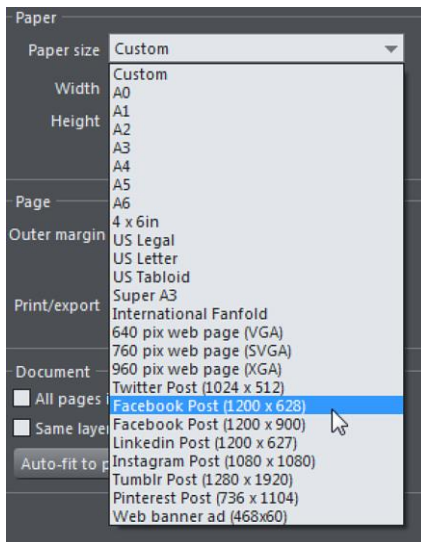 Paper
Paper size Custom
Custom
Width
A0
A1
Height
A2
A3
A4
A5
Page
A6
4 x 6in
Outer margin
US Legal
US Letter
US Tabloid
Super A3
Print/export
International Fanfold
640 pix web page (VGA)
760 pix web page (SVGA)
Document
960 pix web page (XGA)
Twitter Post (1024 x 512)
All pages
Facebook Post (1200 x 628)
Facebook Post (1200 x 900)
Same
Linkedin Post (1200 x 627)
Auto-fit to
Instagram Post (1080 x 1080)
Tumblr Post (1280 x 1920)
Pinterest Post (736 x 1104)
Web banner ad (468x60)